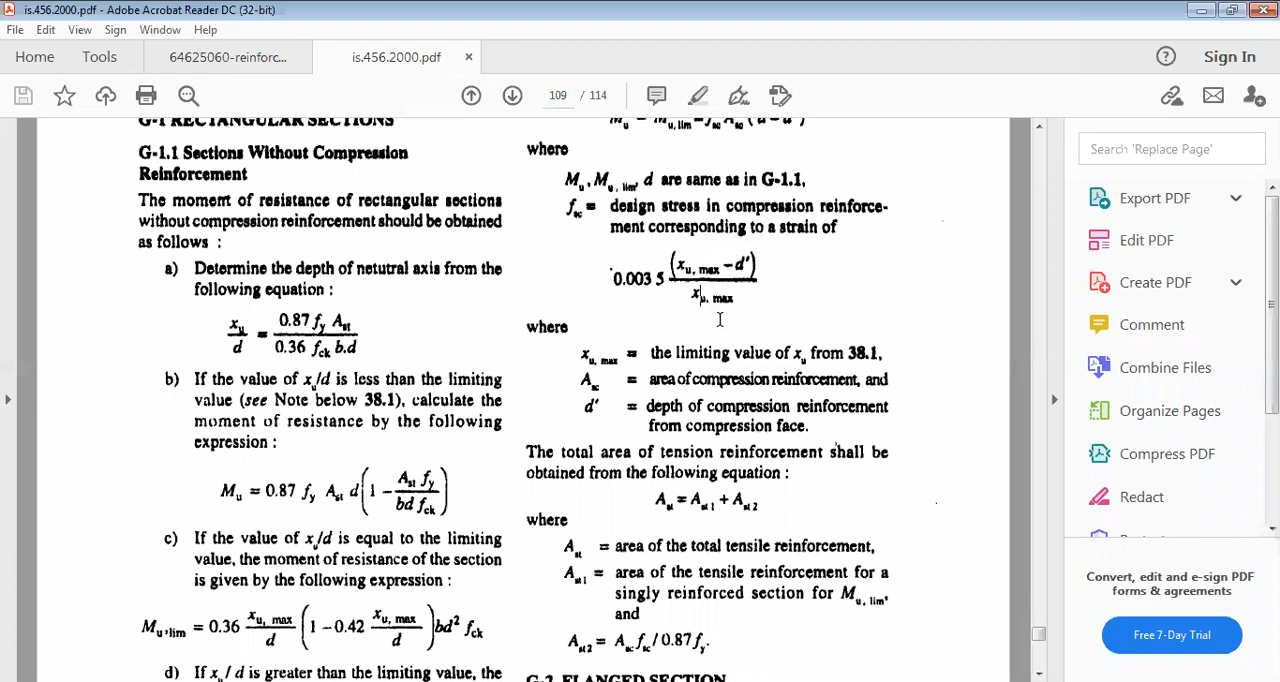 is.456.2000.pdf - Adobe Acrobat Reader DC (32-bit)
File Edit View Sign Window Help
Home Tools 64625060-reinforc... is.456.2000.pdf ×
Sign In
109 / 114
G-1 RECTANGULAR SECTIONS
G-1.1 Sections Without Compression
Reinforcement
The moment of resistance of rectangular sections
without compression reinforcement should be obtained
as follows :
a) Determine the depth of netutral axis from the
following equation :
x_u/d = 0.87 f_y A_st / 0.36 f_ck b.d
b) If the value of x_u/d is less than the limiting
value (see Note below 38.1), calculate the
moment of resistance by the following
expression :
M_u = 0.87 f_y A_st d (1 - A_st f_y / bd f_ck)
c) If the value of x_u/d is equal to the limiting
value, the moment of resistance of the section
is given by the following expression :
M_u,lim = 0.36 x_u,max/d (1 - 0.42 x_u,max/d) bd² f_ck
d) If x_u / d is greater than the limiting value, the
M_u - M_u,lim = f_sc A_sc (d - d')
where
M_u, M_u,lim, d are same as in G-1.1,
f_sc = design stress in compression reinforce-
ment corresponding to a strain of
0.003 5 (x_u,max - d') / x_u,max
where
x_u,max = the limiting value of x_u from 38.1,
A_sc = area of compression reinforcement, and
d' = depth of compression reinforcement
from compression face.
The total area of tension reinforcement shall be
obtained from the following equation :
A_st = A_st1 + A_st2
where
A_st = area of the total tensile reinforcement,
A_st1 = area of the tensile reinforcement for a
singly reinforced section for M_u,lim,
and
A_st2 = A_sc f_sc / 0.87 f_y.
G-2 FLANGED SECTION
Search 'Replace Page'
Export PDF
Edit PDF
Create PDF
Comment
Combine Files
Organize Pages
Compress PDF
Redact
Convert, edit and e-sign PDF
forms & agreements
Free 7-Day Trial